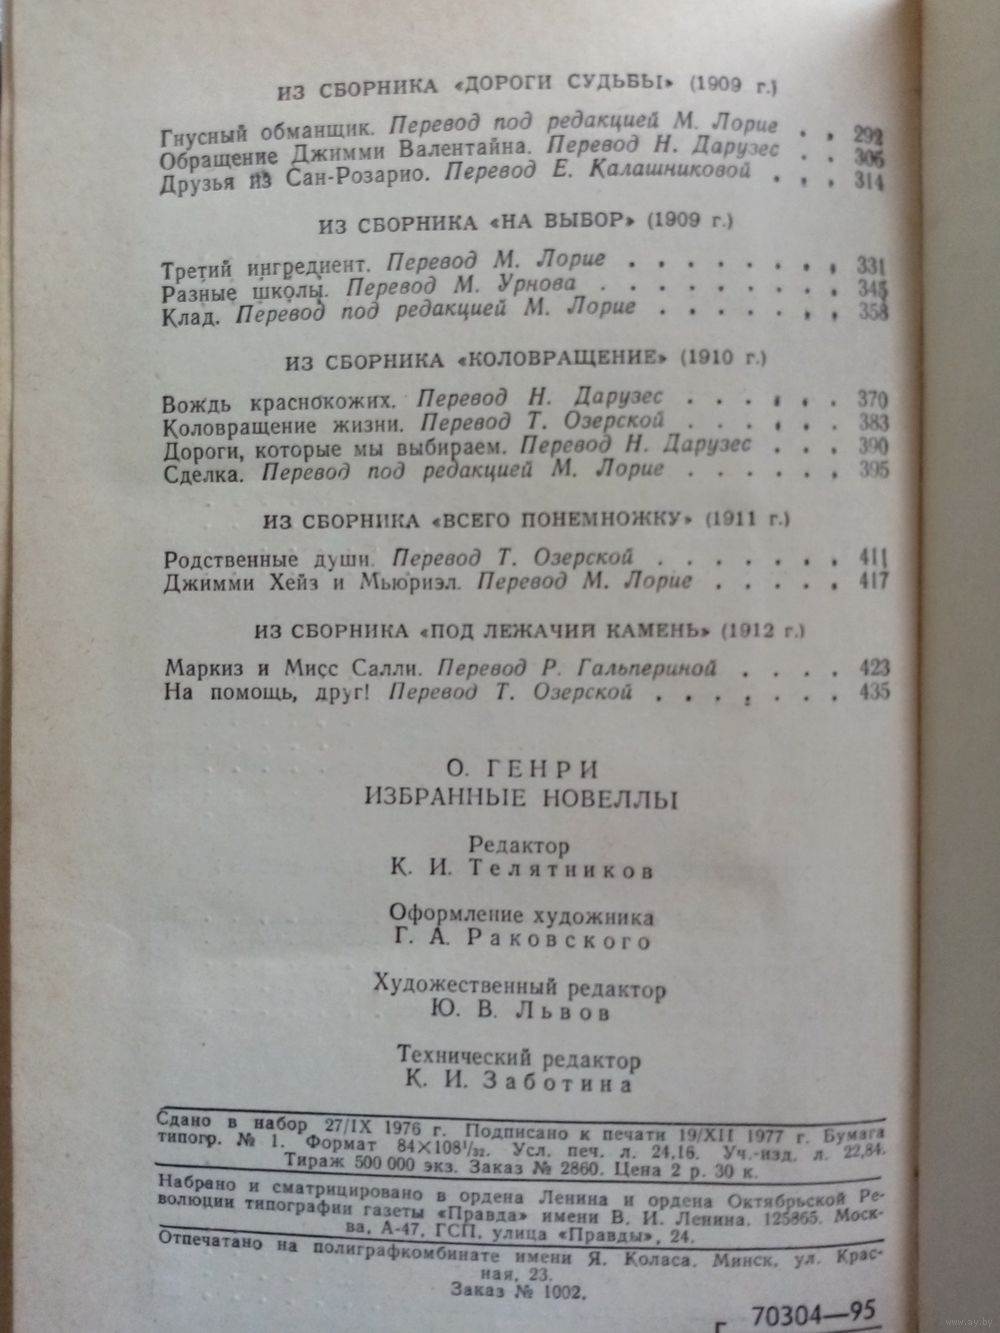 ИЗ СБОРНИКА «ДОРОГИ СУДЬБЫ» (1909 г.)
Гнусный обманщик. Перевод под редакцией М. Лорие . . 292
Обращение Джимми Валентайна. Перевод Н. Дарузес . . 306
Друзья из Сан-Розарио. Перевод Е. Калашниковой . . . 314
ИЗ СБОРНИКА «НА ВЫБОР» (1909 г.)
Третий ингредиент. Перевод М. Лорие . . . . . . . . 331
Разные школы. Перевод М. Урнова . . . . . . . . . 345
Клад. Перевод под редакцией М. Лорие . . . . . . . 358
ИЗ СБОРНИКА «КОЛОВРАЩЕНИЕ» (1910 г.)
Вождь краснокожих. Перевод Н. Дарузес . . . . . . 370
Коловращение жизни. Перевод Т. Озерской . . . . . . 383
Дороги, которые мы выбираем. Перевод Н. Дарузес . . . 390
Сделка. Перевод под редакцией М. Лорие . . . . . . 395
ИЗ СБОРНИКА «ВСЕГО ПОНЕМНОЖКУ» (1911 г.)
Родственные души. Перевод Т. Озерской . . . . . . . 411
Джимми Хейз и Мьюриэл. Перевод М. Лорие . . . . . 417
ИЗ СБОРНИКА «ПОД ЛЕЖАЧИЙ КАМЕНЬ» (1912 г.)
Маркиз и Мисс Салли. Перевод Р. Гальпериной . . . . 423
На помощь, друг! Перевод Т. Озерской . . . . . . . 435
О. ГЕНРИ
ИЗБРАННЫЕ НОВЕЛЛЫ
Редактор
К. И. Телятников
Оформление художника
Г. А. Раковского
Художественный редактор
Ю. В. Львов
Технический редактор
К. И. Заботина
Сдано в набор 27/IX 1976 г. Подписано к печати 19/XII 1977 г. Бумага
типогр. № 1. Формат 84×108¹/₃₂. Усл. печ. л. 24,16. Уч.-изд. л. 22,84.
Тираж 500 000 экз. Заказ № 2860. Цена 2 р. 30 к.
Набрано и сматрицировано в ордена Ленина и ордена Октябрьской Ре-
волюции типографии газеты «Правда» имени В. И. Ленина. 125865. Моск-
ва, А-47, ГСП, улица «Правды», 24.
Отпечатано на полиграфкомбинате имени Я. Коласа. Минск, ул. Крас-
ная, 23.
Заказ № 1002.
Г 70304—95
www.ay.by